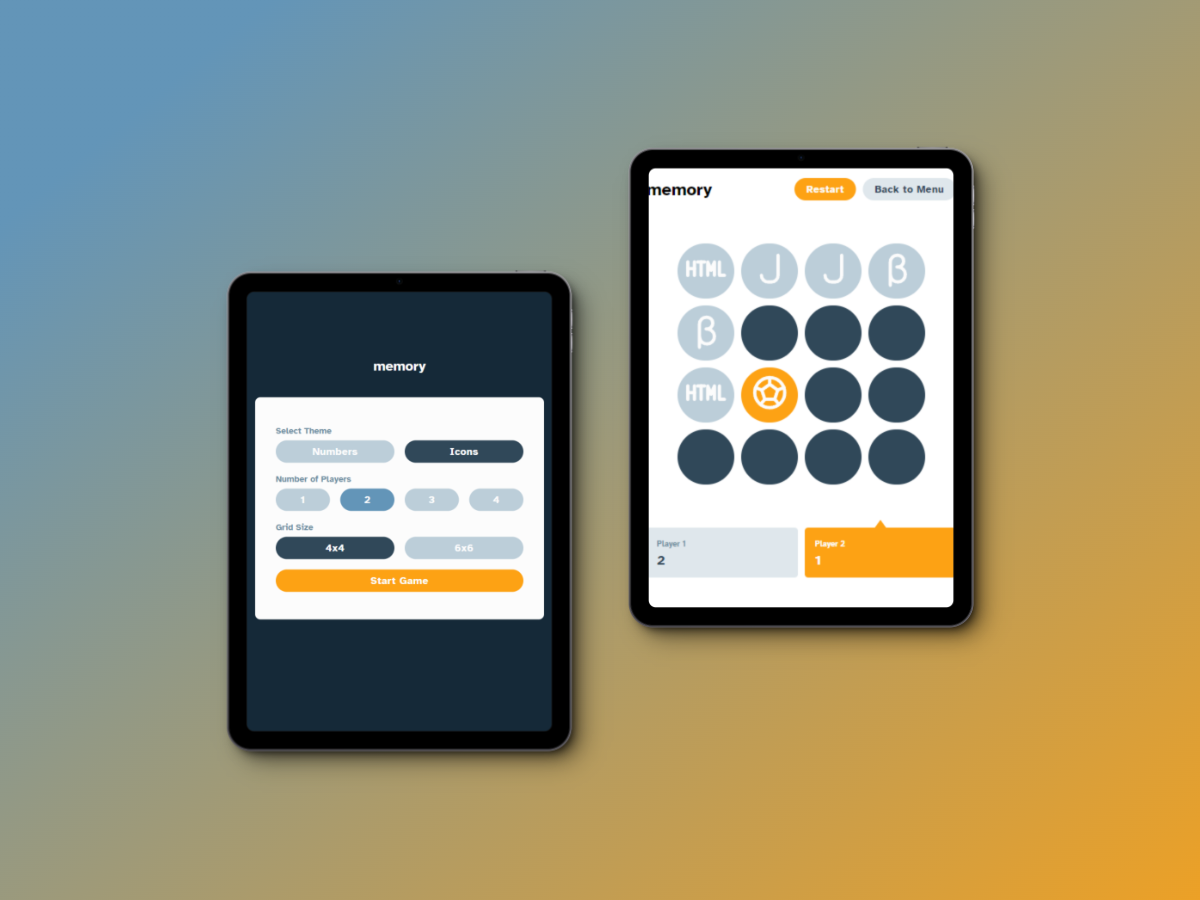 memory
Select Theme
Numbers Icons
Number of Players
1 2 3 4
Grid Size
4x4 6x6
Start Game
memory Restart Back to Menu
HTML J J β
β
HTML
Player 1 Player 2
2 1